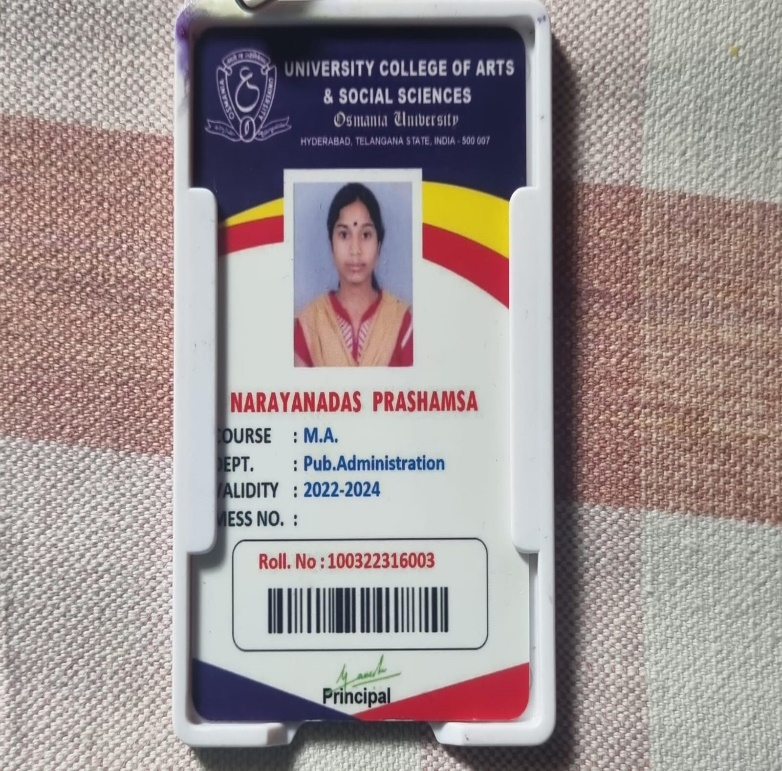 UNIVERSITY COLLEGE OF ARTS
& SOCIAL SCIENCES
Osmania University
HYDERABAD, TELANGANA STATE, INDIA - 500 007
NARAYANADAS PRASHAMSA
COURSE : M.A.
DEPT. : Pub.Administration
VALIDITY : 2022-2024
MESS NO. :
Roll. No : 100322316003
Principal